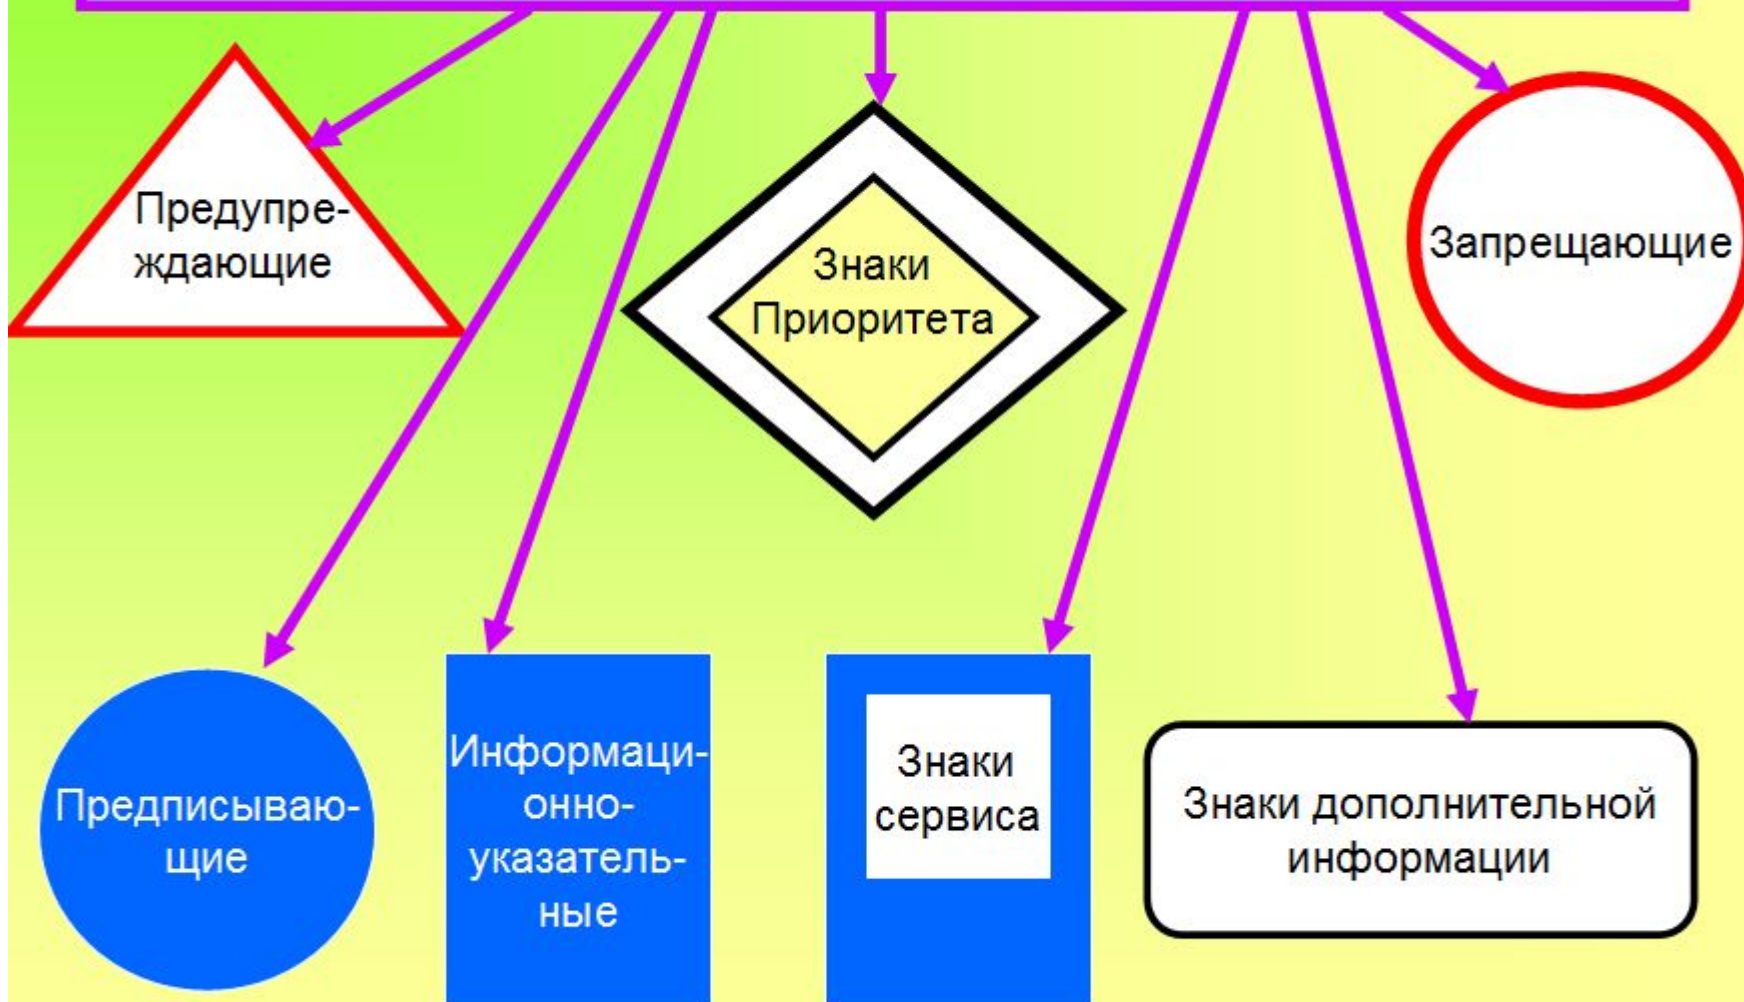 Предупре-
ждающие
Знаки
Приоритета
Запрещающие
Предписываю-
щие
Информаци-
онно-
указатель-
ные
Знаки
сервиса
Знаки дополнительной
информации